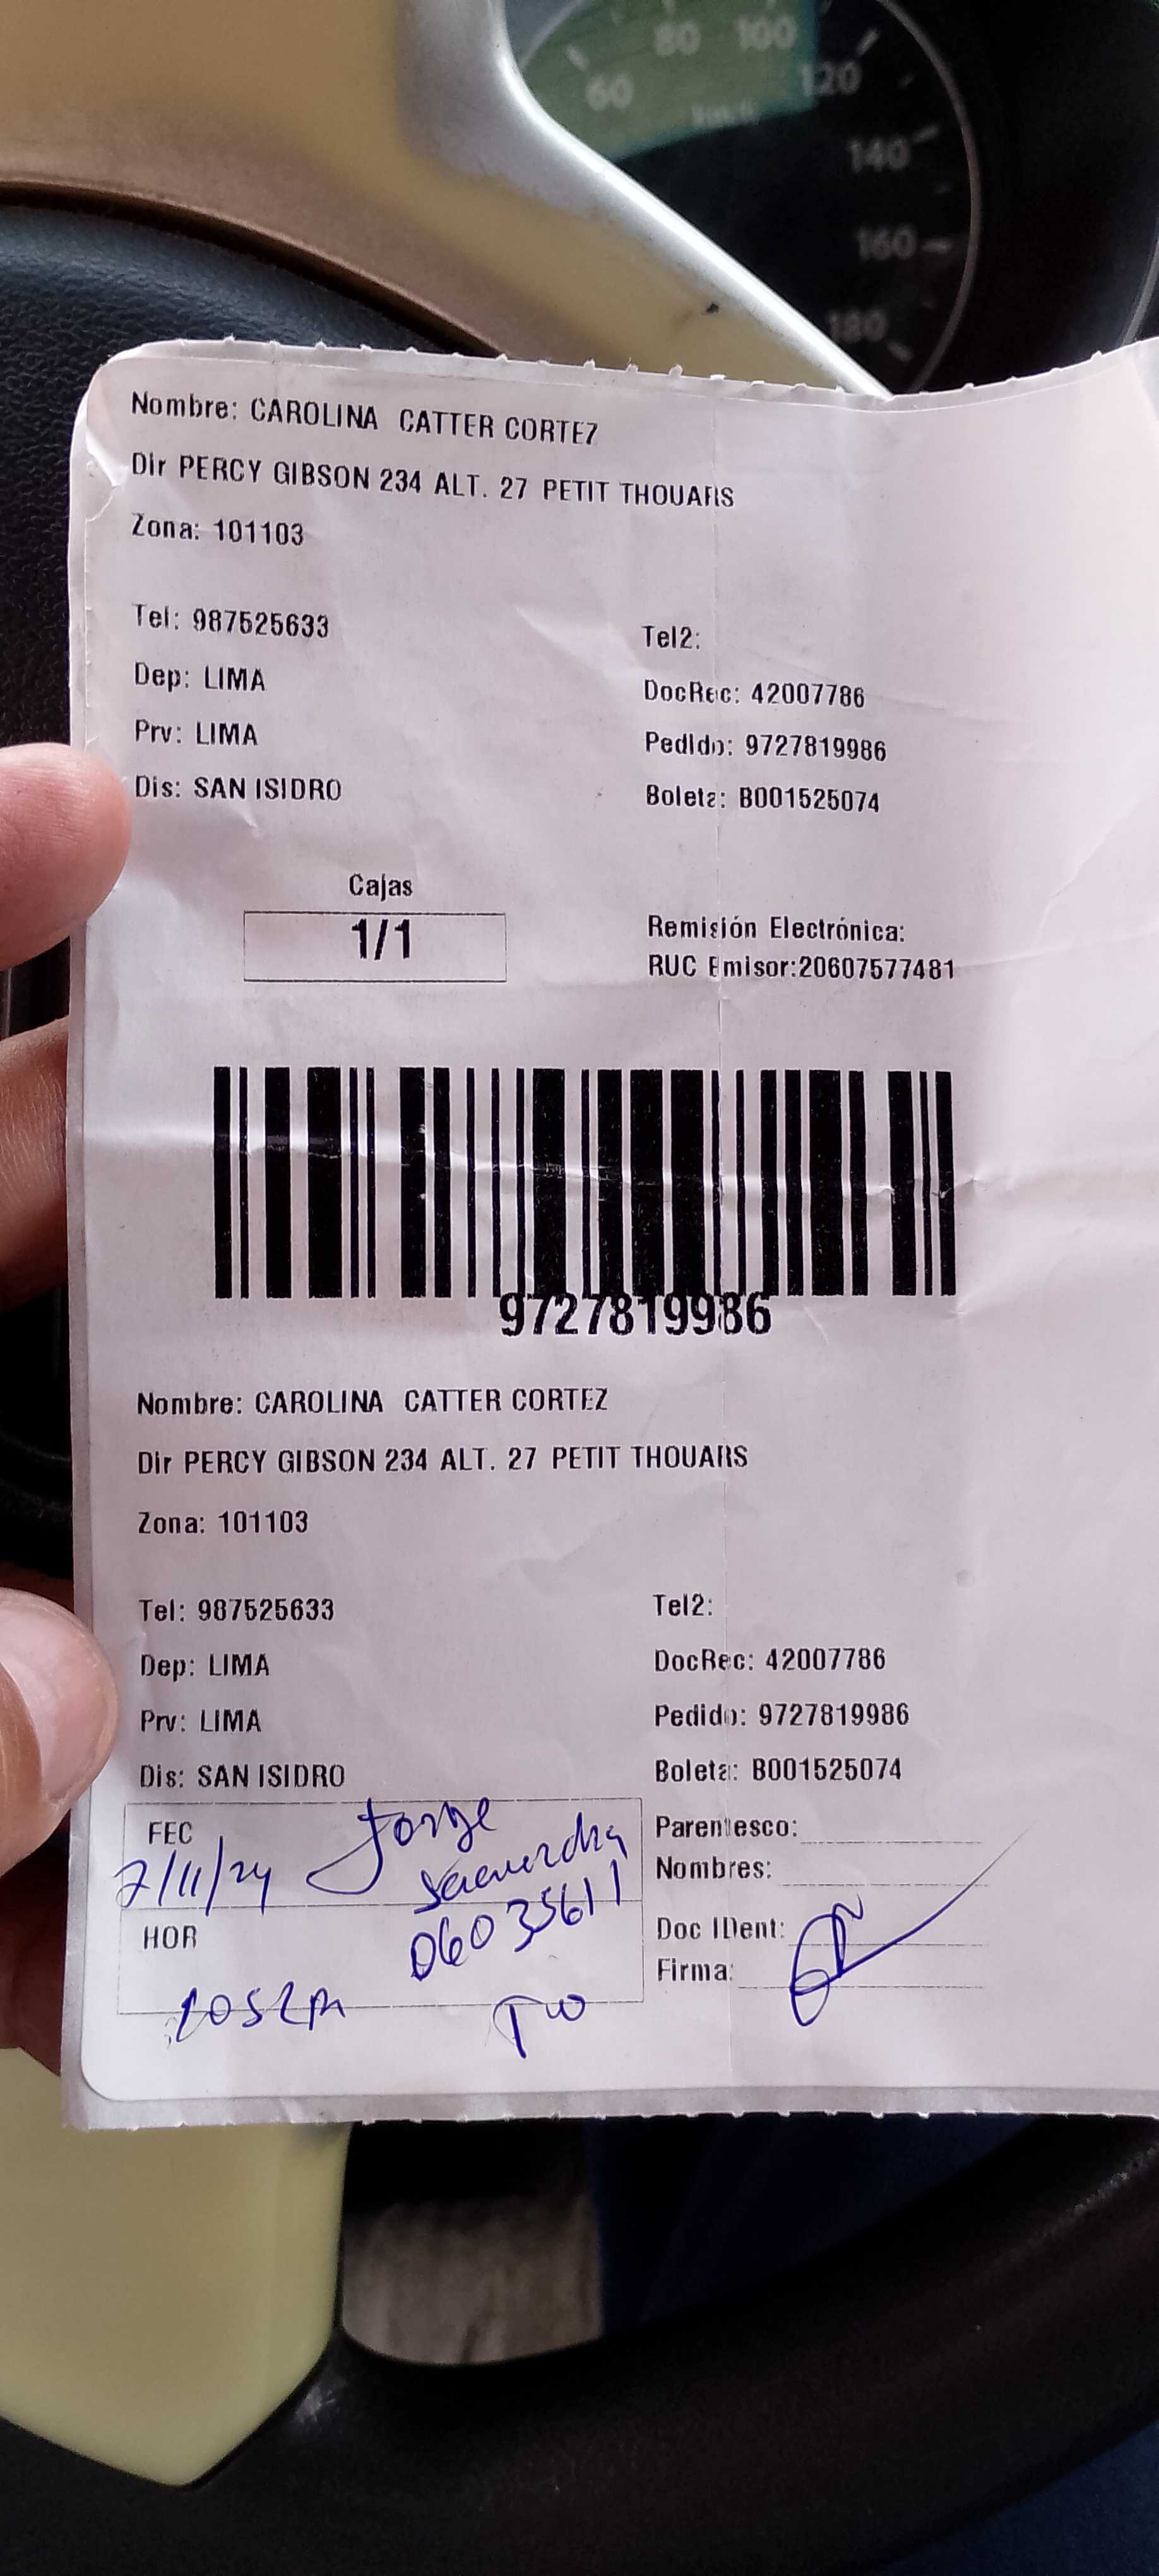 80 100
60 120
km/h
140
160
180
Nombre: CAROLINA CATTER CORTEZ
Dir PERCY GIBSON 234 ALT. 27 PETIT THOUARS
Zona: 101103
Tel: 987525633
Tel2:
Dep: LIMA
DocRec: 42007786
Prv: LIMA
Pedido: 9727819986
Dis: SAN ISIDRO
Boleta: B001525074
Cajas
1/1
Remisión Electrónica:
RUC Emisor:20607577481
9727819986
Nombre: CAROLINA CATTER CORTEZ
Dir PERCY GIBSON 234 ALT. 27 PETIT THOUARS
Zona: 101103
Tel: 987525633
Tel2:
Dep: LIMA
DocRec: 42007786
Prv: LIMA
Pedido: 9727819986
Dis: SAN ISIDRO
Boleta: B001525074
FEC
7/11/24
Jorge
06035611
HOR
Parentesco:
Nombres:
Doc IDent:
Firma: